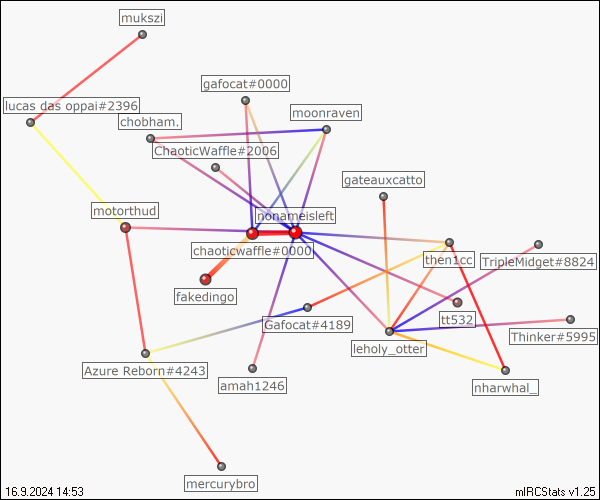 mukszi
gafocat#0000
lucas das oppai#2396
chobham.
moonraven
ChaoticWaffle#2006
gateauxcatto
motorthud
nonameisleft
chaoticwaffle#0000
then1cc
TripleMidget#8824
fakedingo
Gafocat#4189
tt532
Thinker#5995
leholy_otter
Azure Reborn#4243
amah1246
nharwhal_
mercurybro
16.9.2024 14:53
mIRCStats v1.25